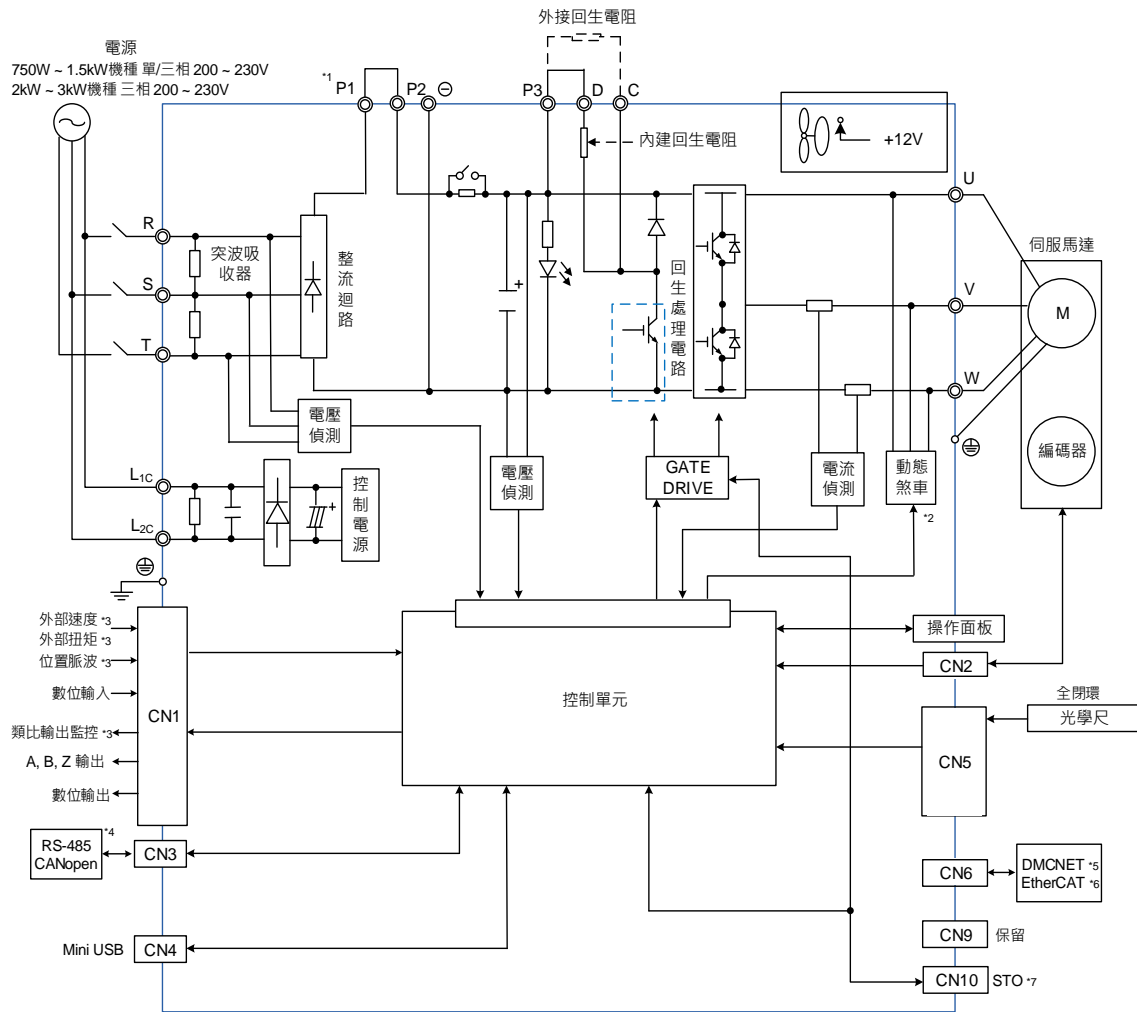 外接回生電阻
電源
750W ~ 1.5kW機種 單/三相 200 ~ 230V
2kW ~ 3kW機種 三相 200 ~ 230V
*1 P1 P2 ⊖ P3 D C
內建回生電阻
+12V
U
R
突波吸收器
整流迴路
回生處理電路
伺服馬達
S
V
M
T
W
電壓偵測
電壓偵測
GATE DRIVE
電流偵測
動態煞車
*2
編碼器
L1C
控制電源
L2C
外部速度 *3
外部扭矩 *3
位置脈波 *3
數位輸入
CN1
類比輸出監控 *3
A, B, Z 輸出
數位輸出
控制單元
操作面板
CN2
全閉環
光學尺
CN5
RS-485
CANopen
*4
CN3
CN6
DMCNET *5
EtherCAT *6
Mini USB
CN4
CN9
保留
CN10
STO *7